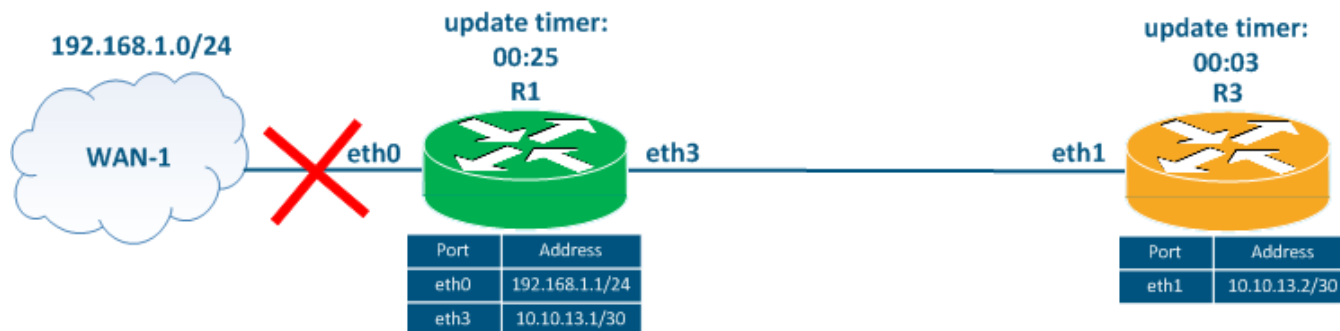 192.168.1.0/24
WAN-1
update timer:
00:25
R1
eth0
eth3
Port Address
eth0 192.168.1.1/24
eth3 10.10.13.1/30
update timer:
00:03
R3
eth1
Port Address
eth1 10.10.13.2/30